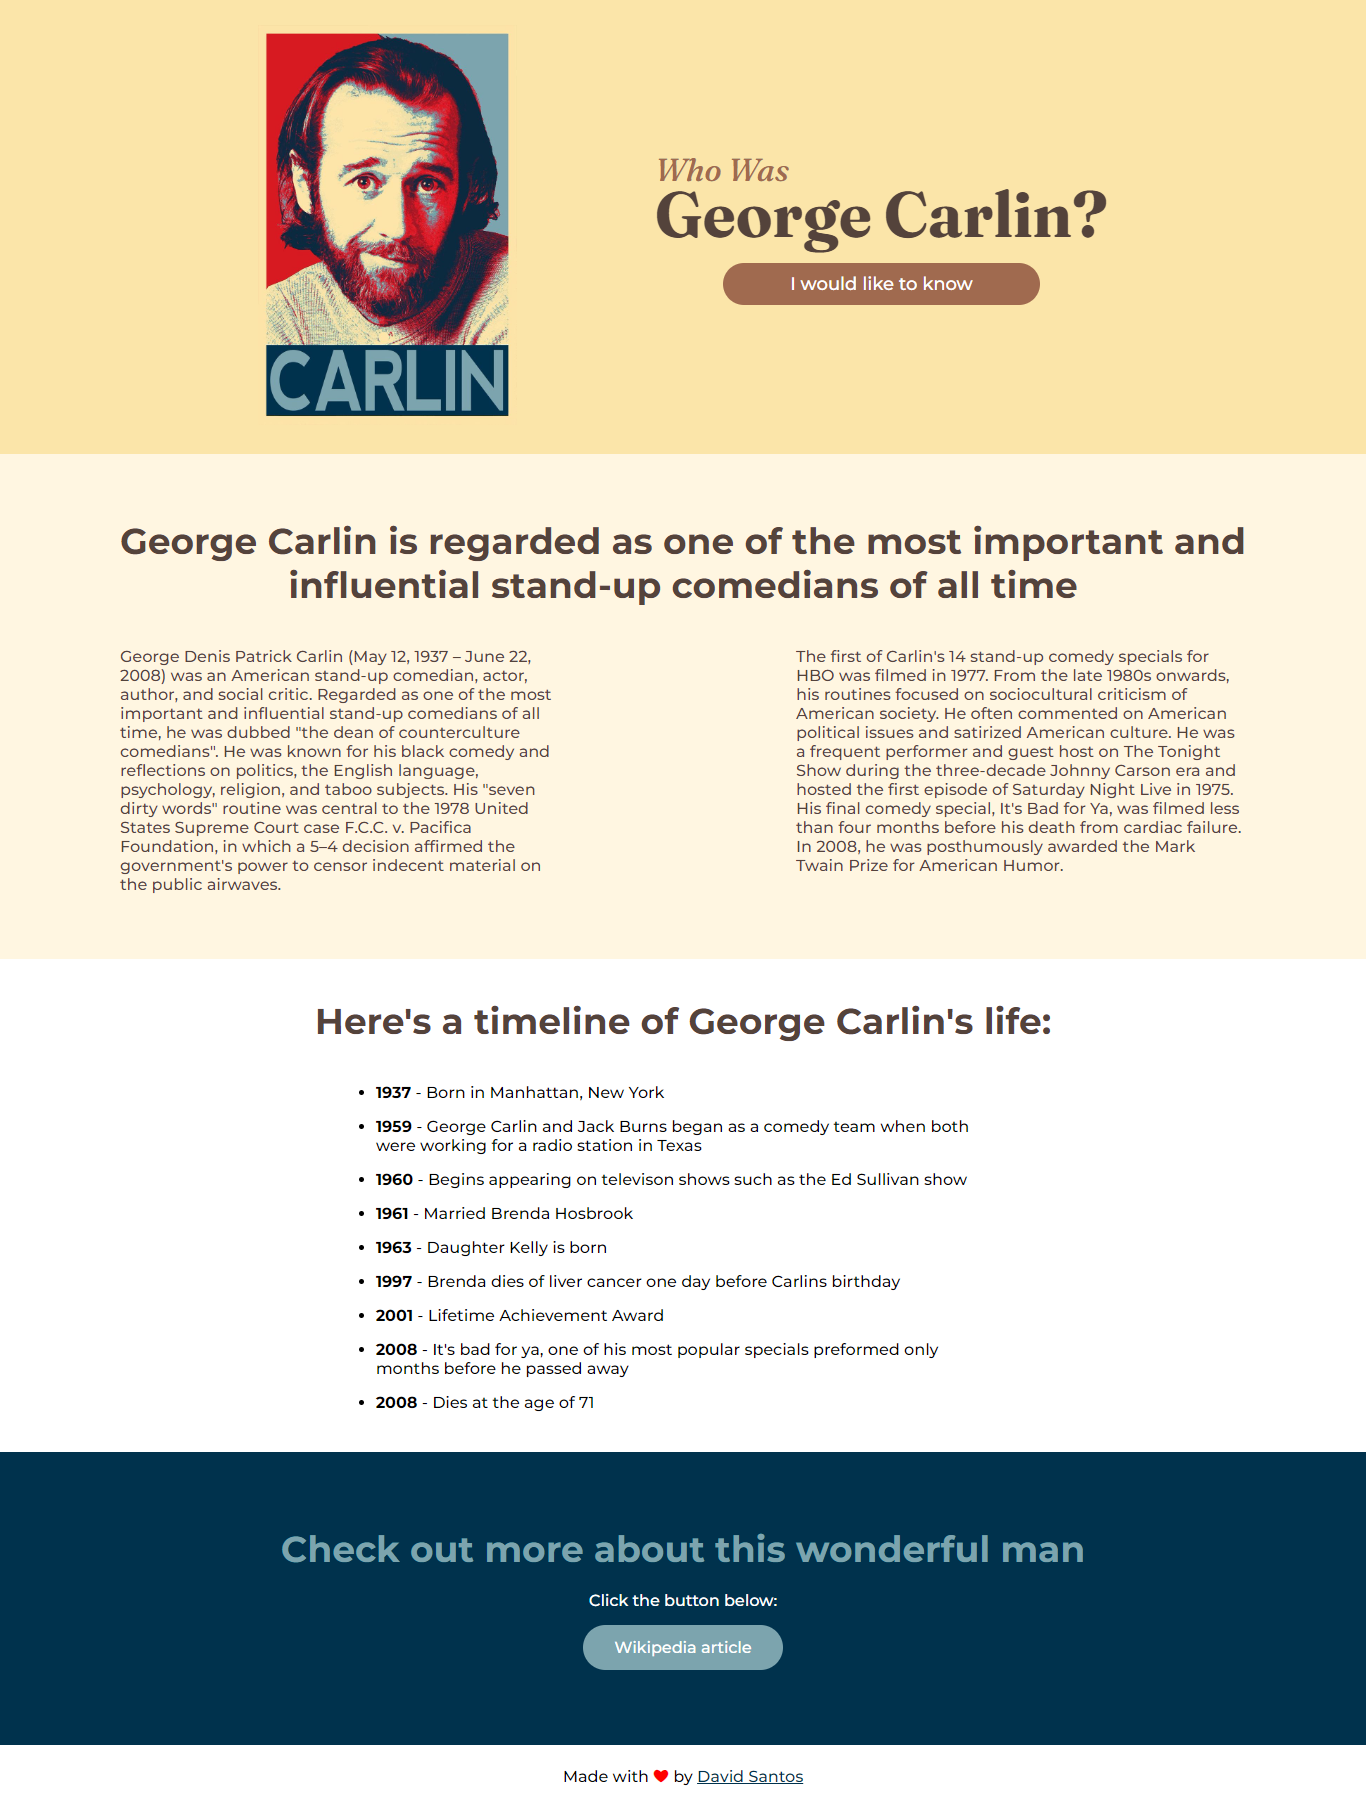 CARLIN
Who Was
George Carlin?
I would like to know
George Carlin is regarded as one of the most important and
influential stand-up comedians of all time
George Denis Patrick Carlin (May 12, 1937 – June 22,
2008) was an American stand-up comedian, actor,
author, and social critic. Regarded as one of the most
important and influential stand-up comedians of all
time, he was dubbed "the dean of counterculture
comedians". He was known for his black comedy and
reflections on politics, the English language,
psychology, religion, and taboo subjects. His "seven
dirty words" routine was central to the 1978 United
States Supreme Court case F.C.C. v. Pacifica
Foundation, in which a 5–4 decision affirmed the
government's power to censor indecent material on
the public airwaves.
The first of Carlin's 14 stand-up comedy specials for
HBO was filmed in 1977. From the late 1980s onwards,
his routines focused on sociocultural criticism of
American society. He often commented on American
political issues and satirized American culture. He was
a frequent performer and guest host on The Tonight
Show during the three-decade Johnny Carson era and
hosted the first episode of Saturday Night Live in 1975.
His final comedy special, It's Bad for Ya, was filmed less
than four months before his death from cardiac failure.
In 2008, he was posthumously awarded the Mark
Twain Prize for American Humor.
Here's a timeline of George Carlin's life:
• 1937 - Born in Manhattan, New York
• 1959 - George Carlin and Jack Burns began as a comedy team when both
were working for a radio station in Texas
• 1960 - Begins appearing on televison shows such as the Ed Sullivan show
• 1961 - Married Brenda Hosbrook
• 1963 - Daughter Kelly is born
• 1997 - Brenda dies of liver cancer one day before Carlins birthday
• 2001 - Lifetime Achievement Award
• 2008 - It's bad for ya, one of his most popular specials preformed only
months before he passed away
• 2008 - Dies at the age of 71
Check out more about this wonderful man
Click the button below:
Wikipedia article
Made with ❤ by David Santos